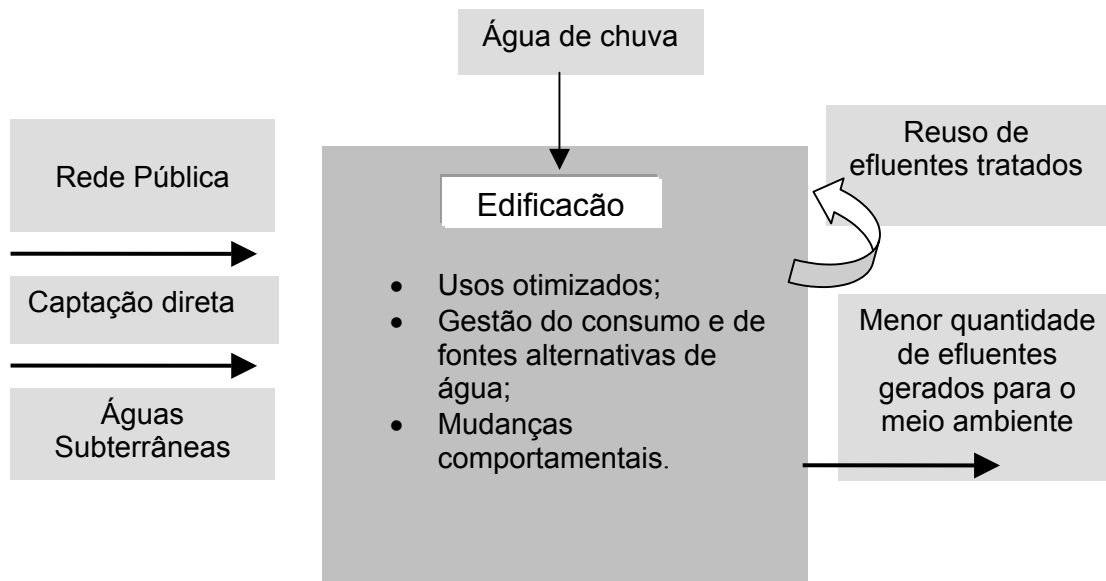 Água de chuva
Rede Pública
Captação direta
Águas
Subterrâneas
Edificacão
• Usos otimizados;
• Gestão do consumo e de
fontes alternativas de
água;
• Mudanças
comportamentais.
Reuso de
efluentes tratados
Menor quantidade
de efluentes
gerados para o
meio ambiente